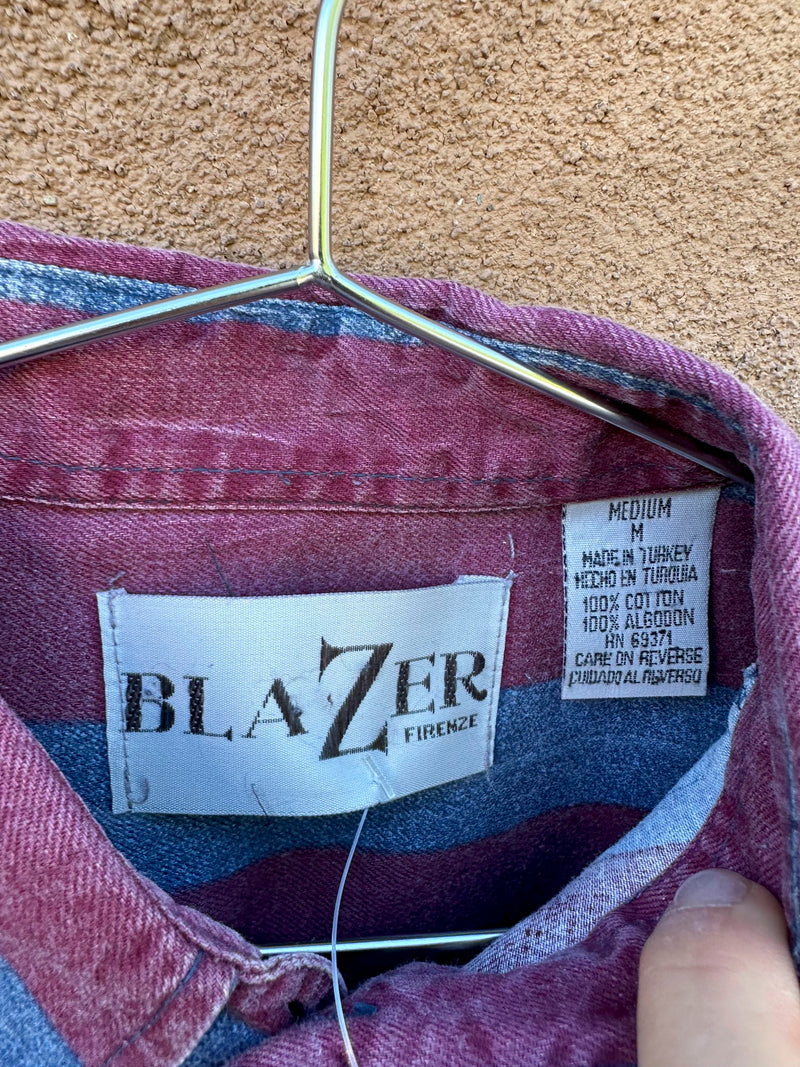 BLAZER
FIRENZE
MEDIUM
M
MADE IN TURKEY
HECHO EN TURQUIA
100% COTTON
100% ALGODON
RN 69371
CARE ON REVERSE
CUIDADO AL REVERSO